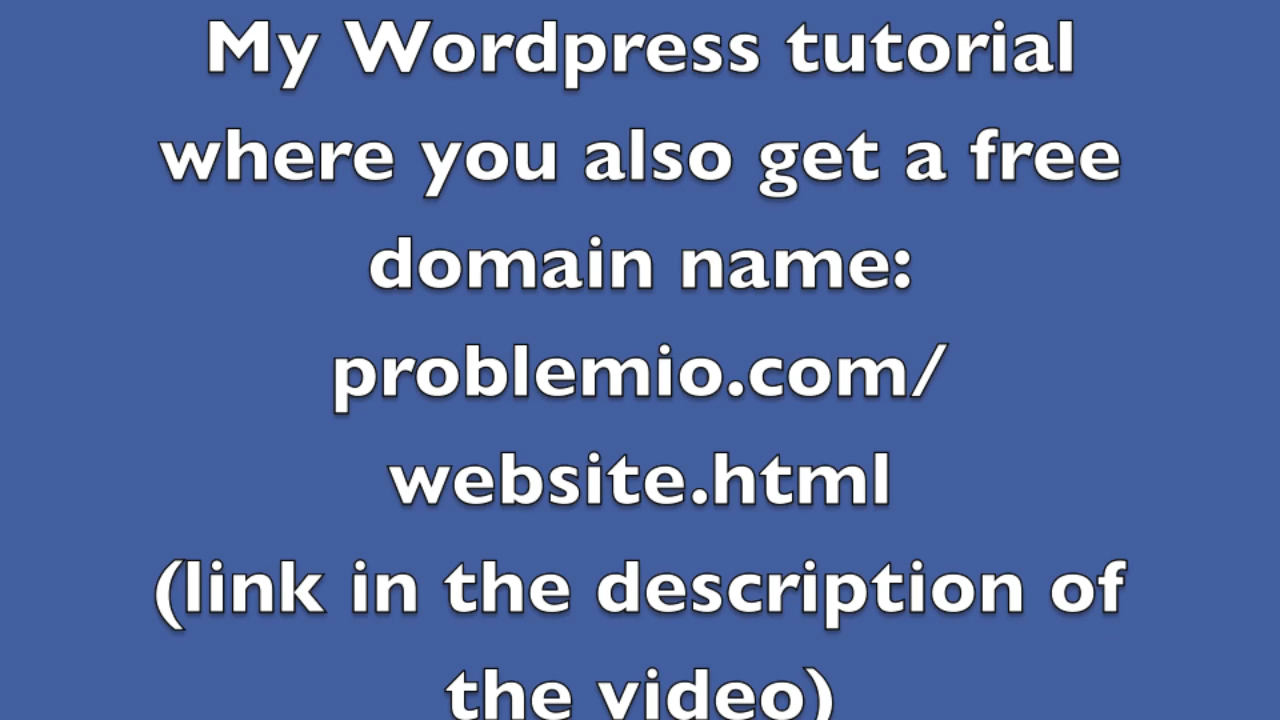 My Wordpress tutorial
where you also get a free
domain name:
problemio.com/
website.html
(link in the description of
the video)